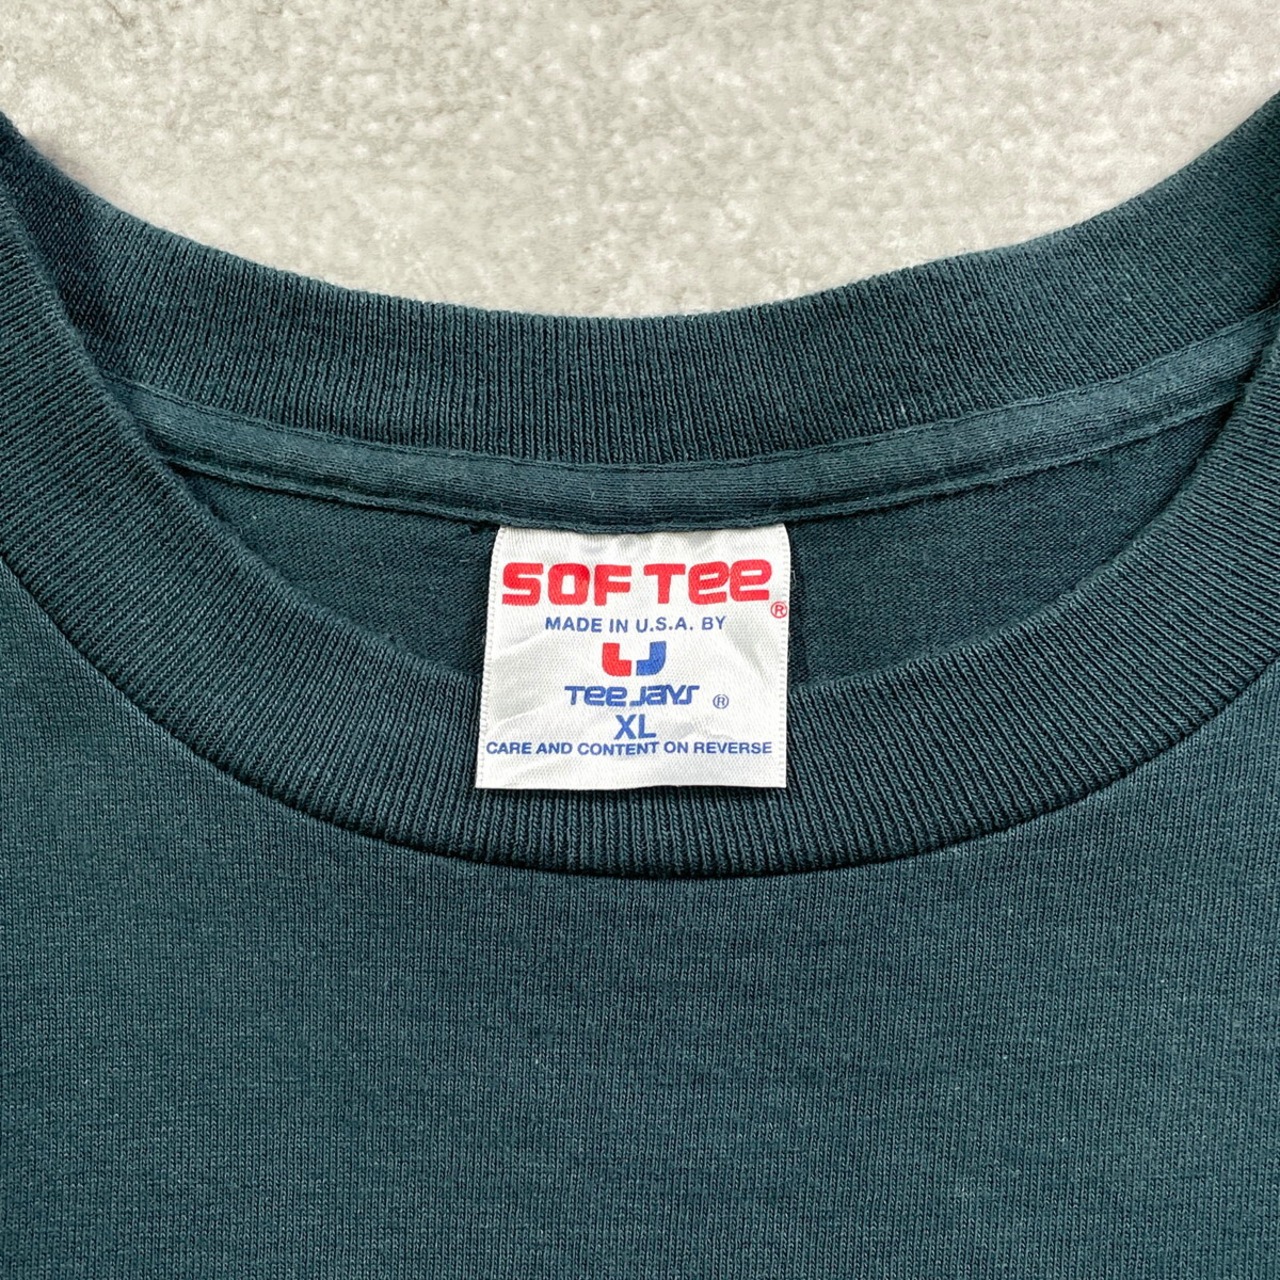 SOF TEE ®
MADE IN U.S.A. BY
TEE JAYS ®
XL
CARE AND CONTENT ON REVERSE